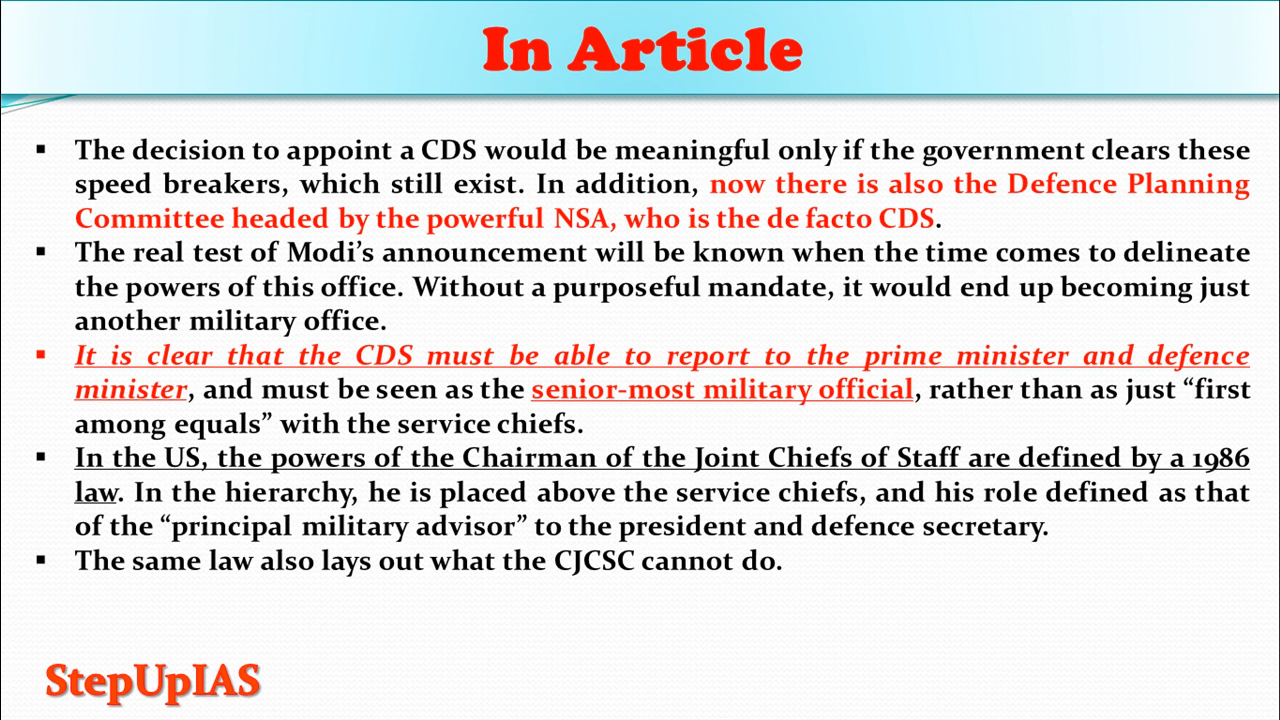 In Article
▪ The decision to appoint a CDS would be meaningful only if the government clears these
speed breakers, which still exist. In addition, now there is also the Defence Planning
Committee headed by the powerful NSA, who is the de facto CDS.
▪ The real test of Modi’s announcement will be known when the time comes to delineate
the powers of this office. Without a purposeful mandate, it would end up becoming just
another military office.
▪ It is clear that the CDS must be able to report to the prime minister and defence
minister, and must be seen as the senior-most military official, rather than as just “first
among equals” with the service chiefs.
▪ In the US, the powers of the Chairman of the Joint Chiefs of Staff are defined by a 1986
law. In the hierarchy, he is placed above the service chiefs, and his role defined as that
of the “principal military advisor” to the president and defence secretary.
▪ The same law also lays out what the CJCSC cannot do.
StepUpIAS